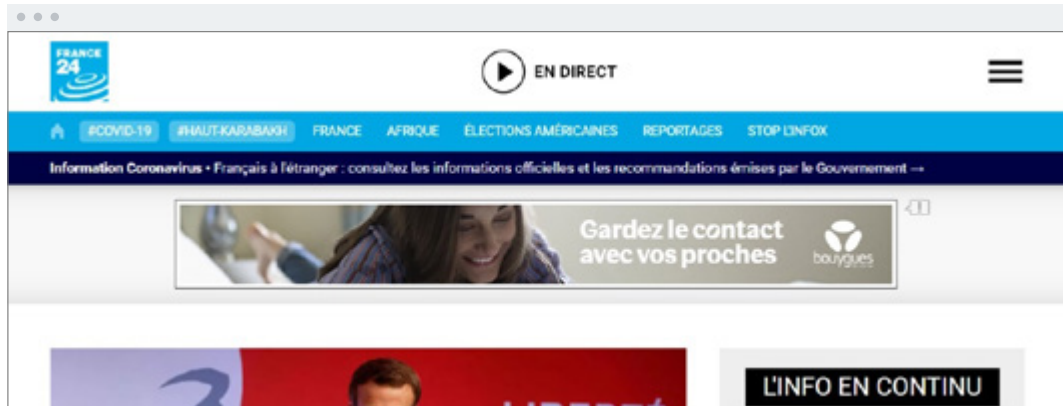 FRANCE
24
EN DIRECT
#COVID-19 #HAUT-KARABAKH FRANCE AFRIQUE ÉLECTIONS AMÉRICAINES REPORTAGES STOP L'INFOX
Information Coronavirus • Français à l'étranger : consultez les informations officielles et les recommandations émises par le Gouvernement →
Gardez le contact
avec vos proches
bouygues
LIBERTÉ
L'INFO EN CONTINU